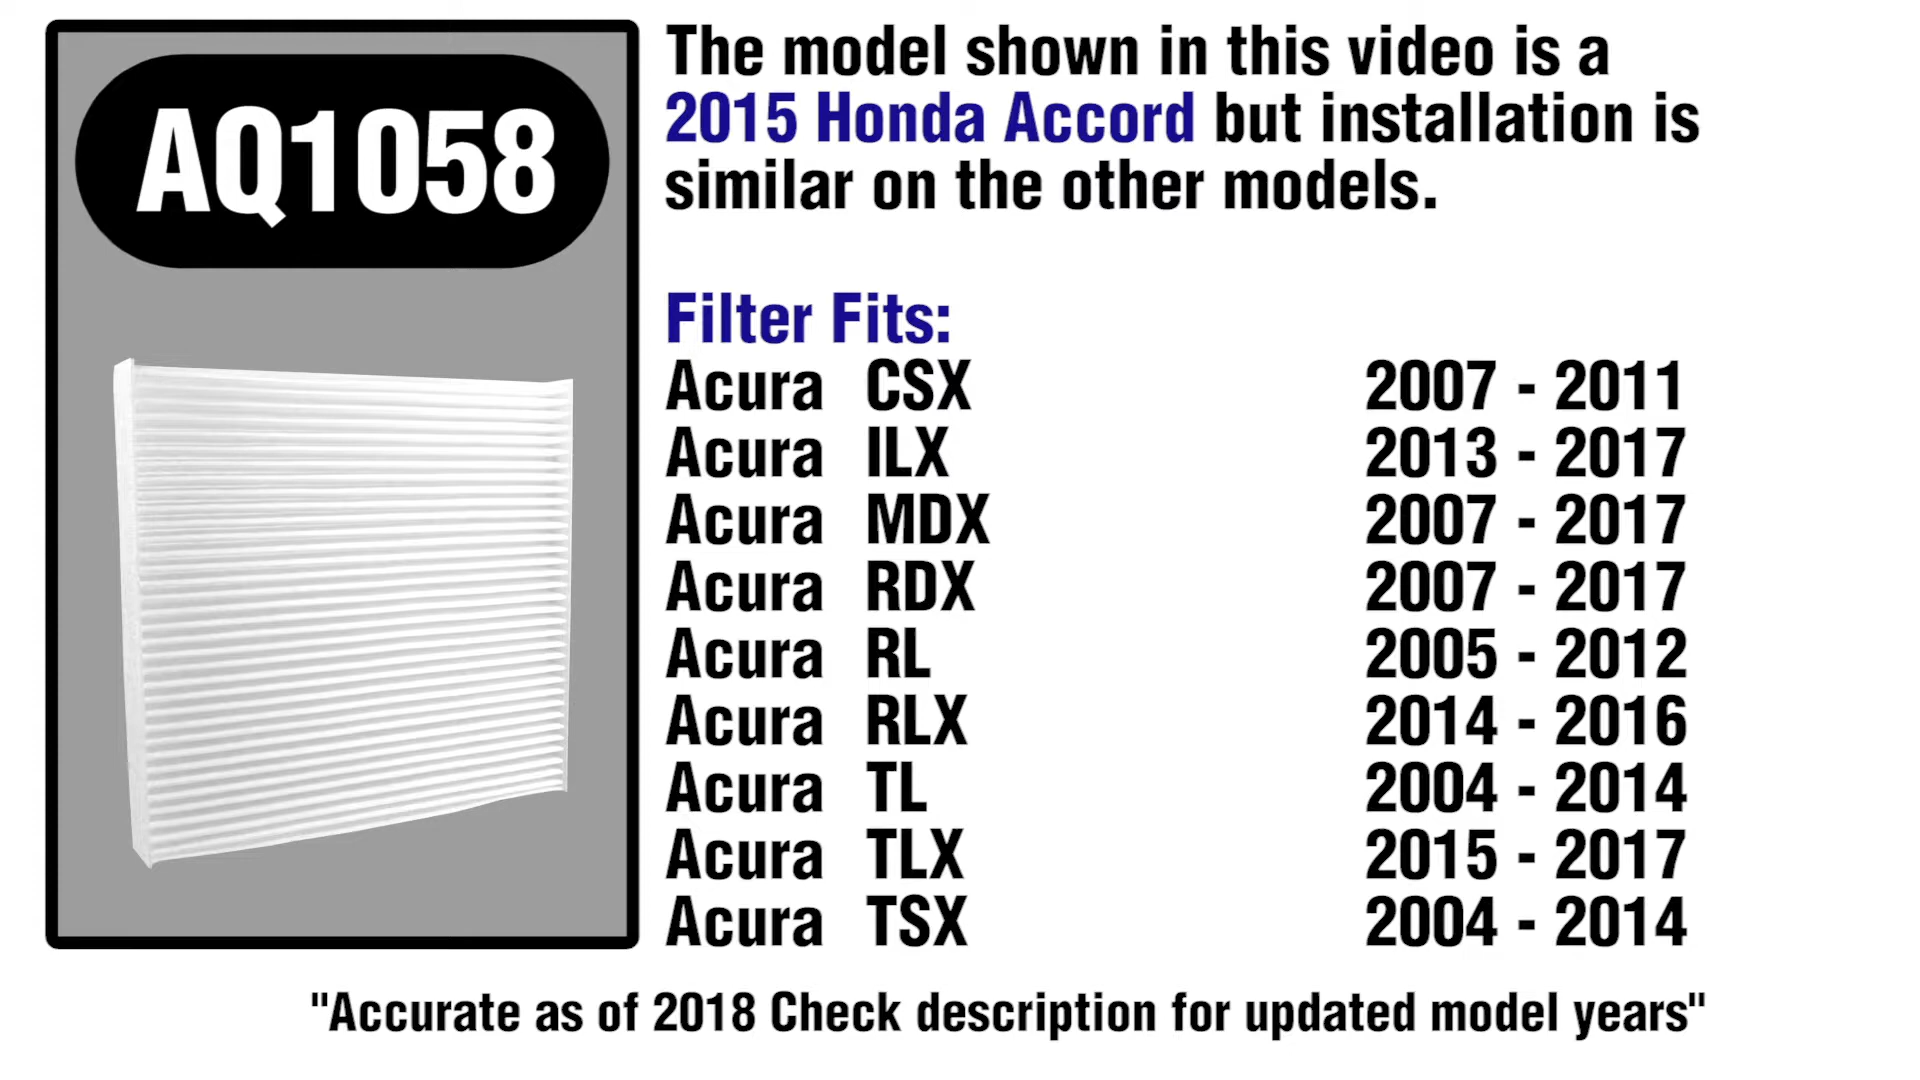 AQ1058
The model shown in this video is a
2015 Honda Accord but installation is
similar on the other models.
Filter Fits:
Acura CSX 2007 - 2011
Acura ILX 2013 - 2017
Acura MDX 2007 - 2017
Acura RDX 2007 - 2017
Acura RL 2005 - 2012
Acura RLX 2014 - 2016
Acura TL 2004 - 2014
Acura TLX 2015 - 2017
Acura TSX 2004 - 2014
"Accurate as of 2018 Check description for updated model years"